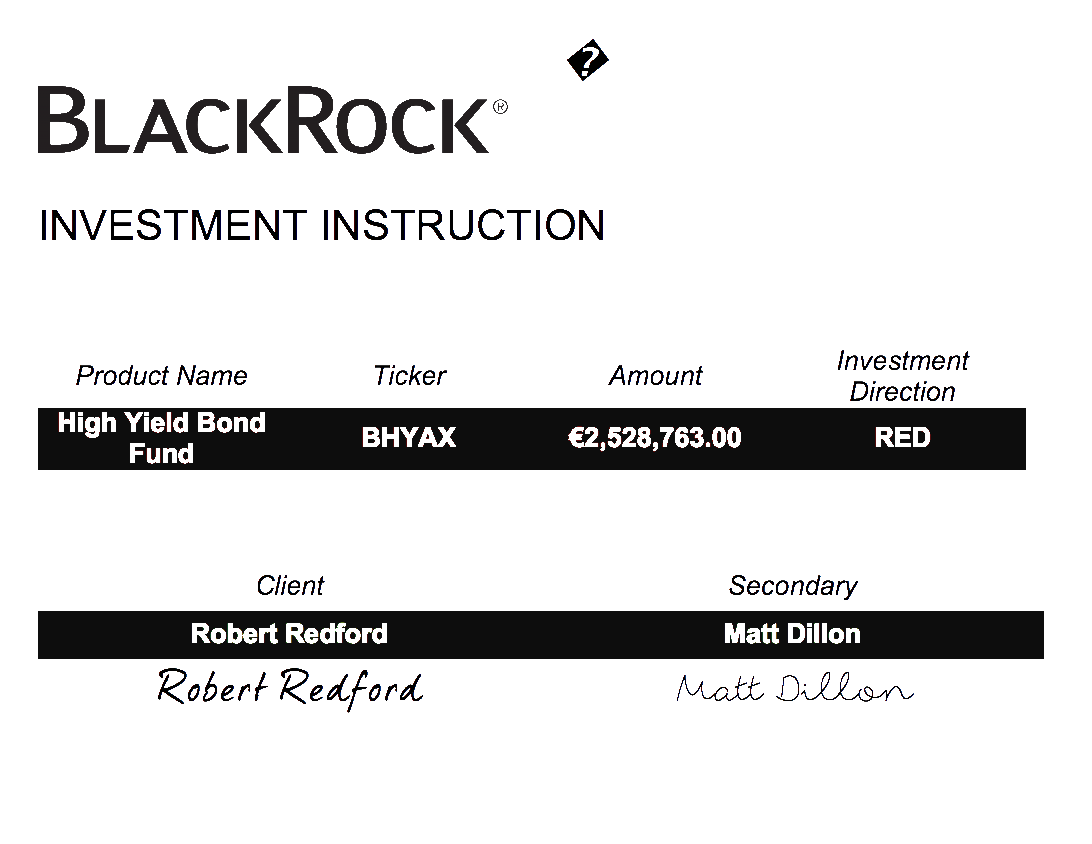 �
BLACKROCK®
INVESTMENT INSTRUCTION
Product Name Ticker Amount Investment Direction
High Yield Bond Fund BHYAX €2,528,763.00 RED
Client Secondary
Robert Redford Matt Dillon
Robert Redford Matt Dillon